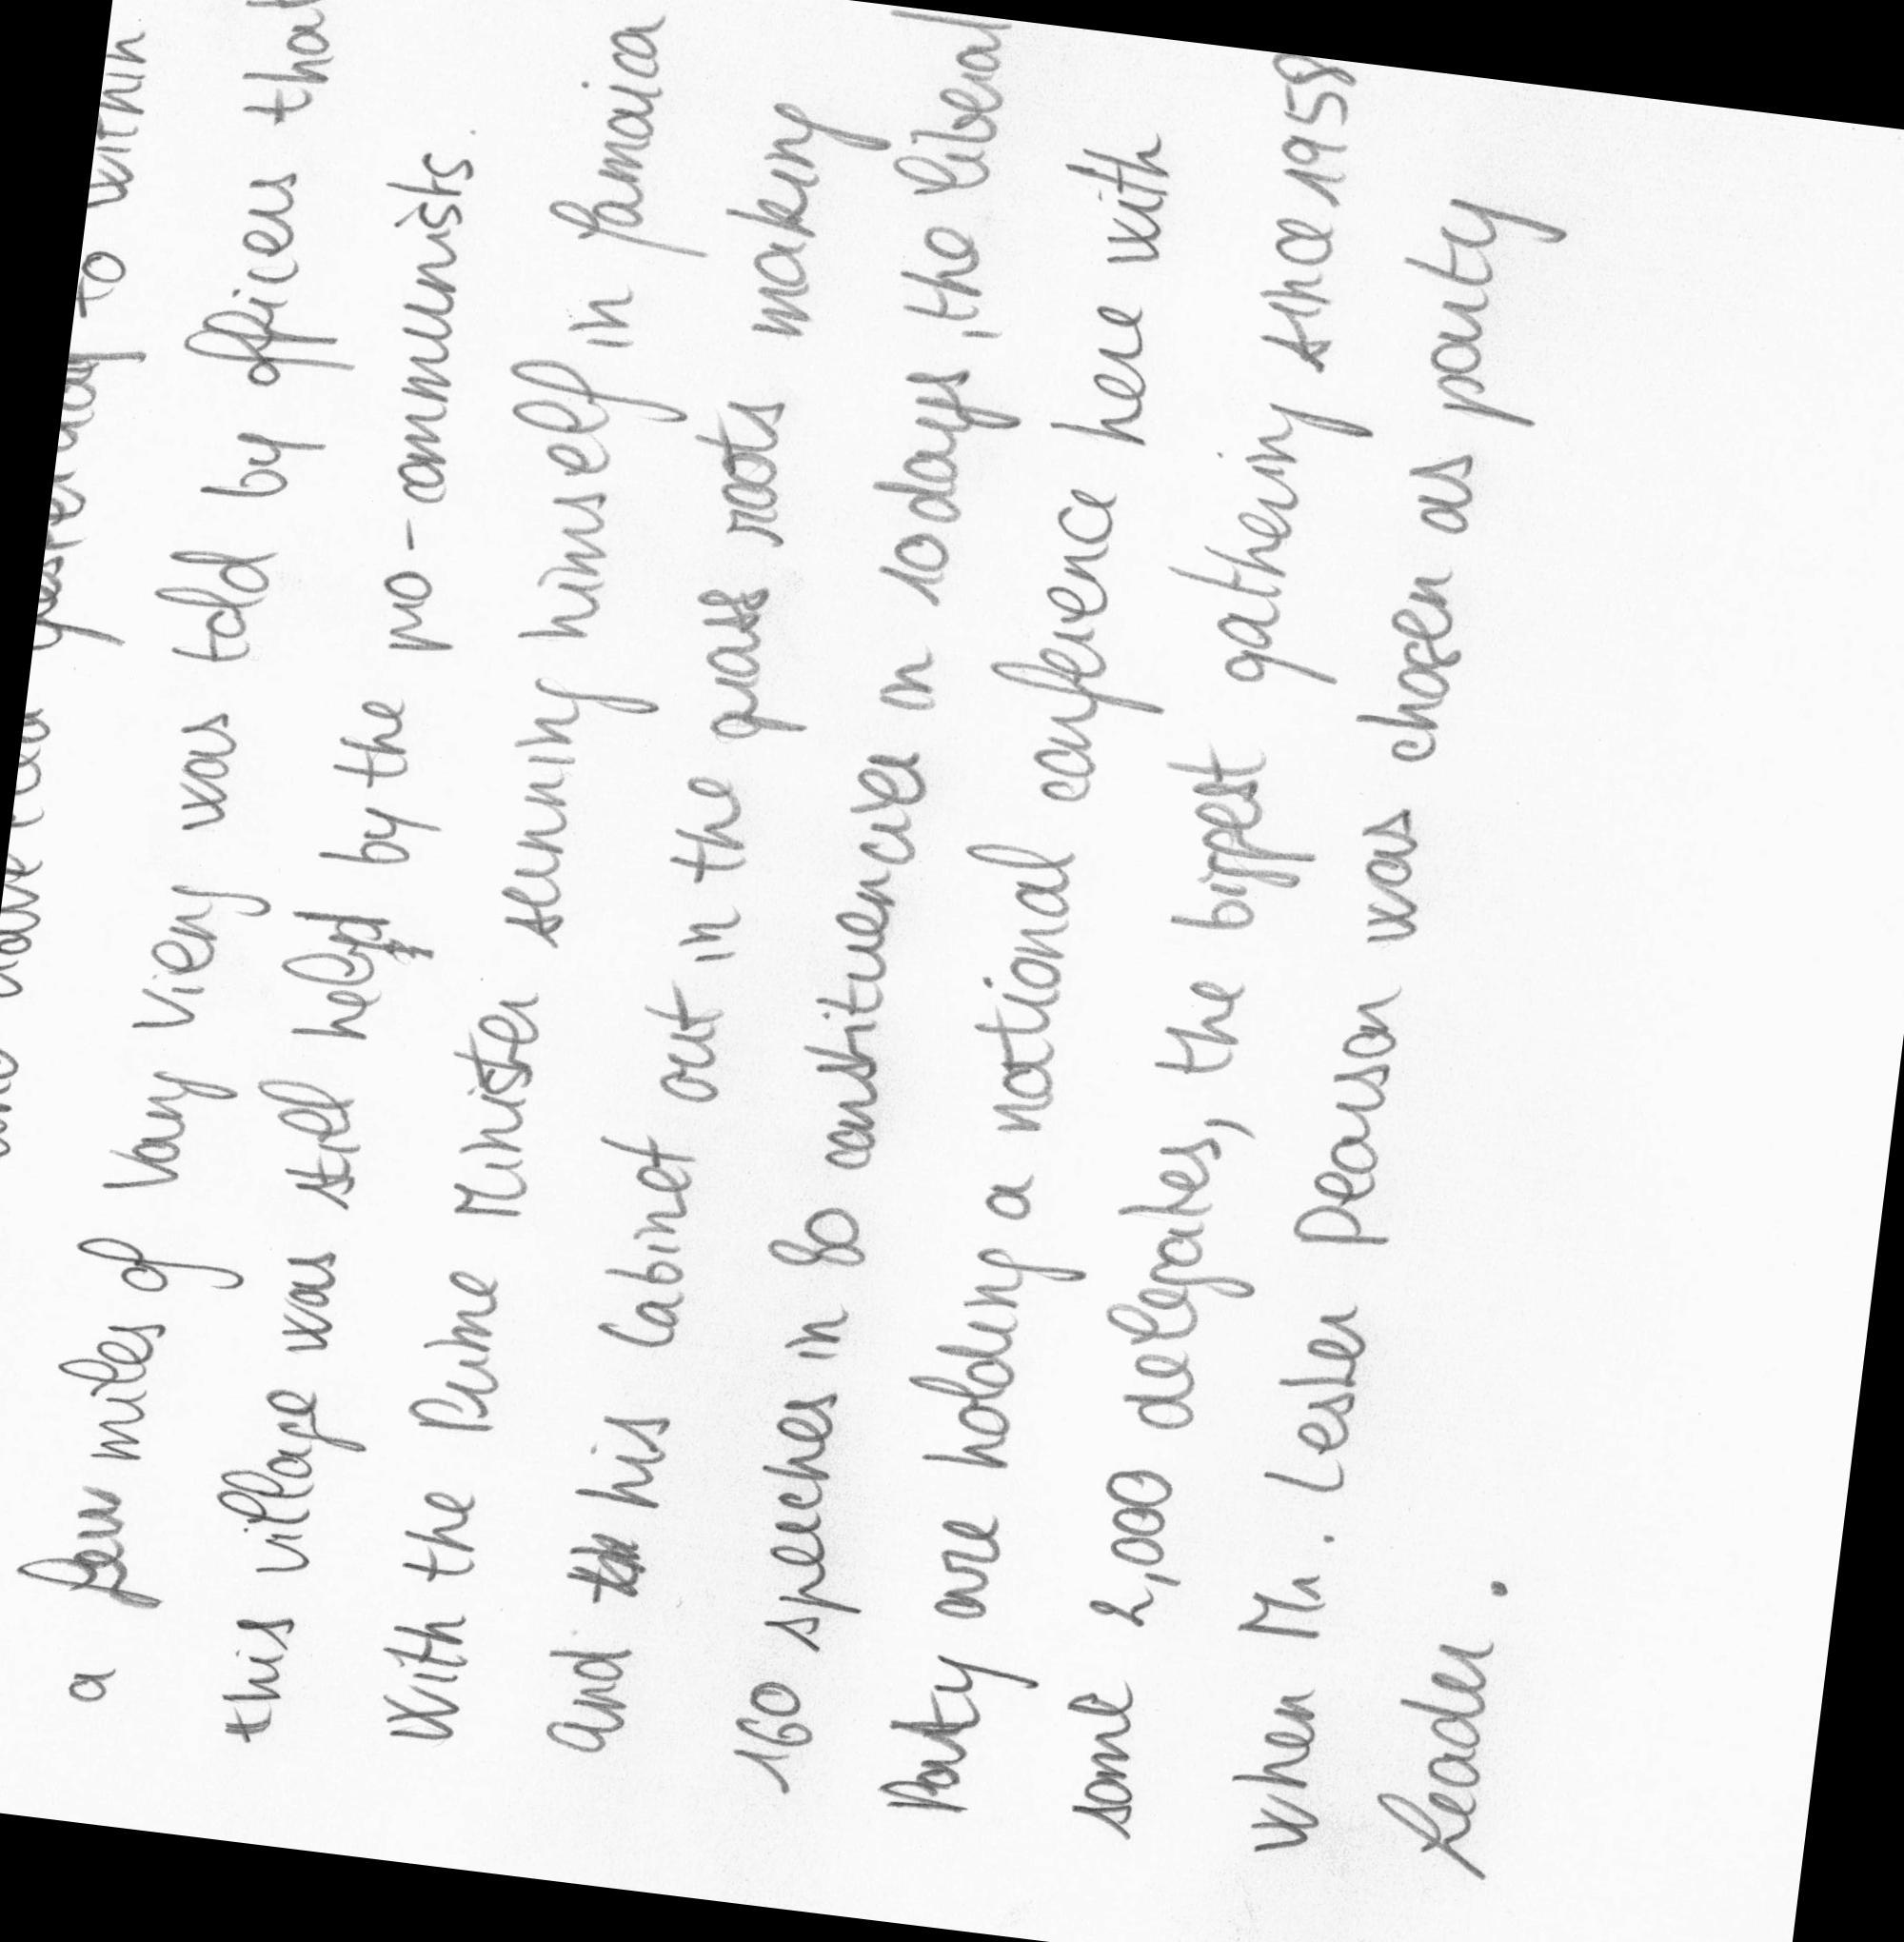 yesterday to within
a few miles of Vang Vieng was told by officers that
this village was still held by the pro-communists.
With the Prime Minister sunning himself in Jamaica
and his Cabinet out in the grass roots making
160 speeches in 80 constituencies on 10 days, the Liberal
Party are holding a national conference here with
some 2,000 delegates, the biggest gathering since 1958
when Mr. Lester Pearson was chosen as party
Leader.